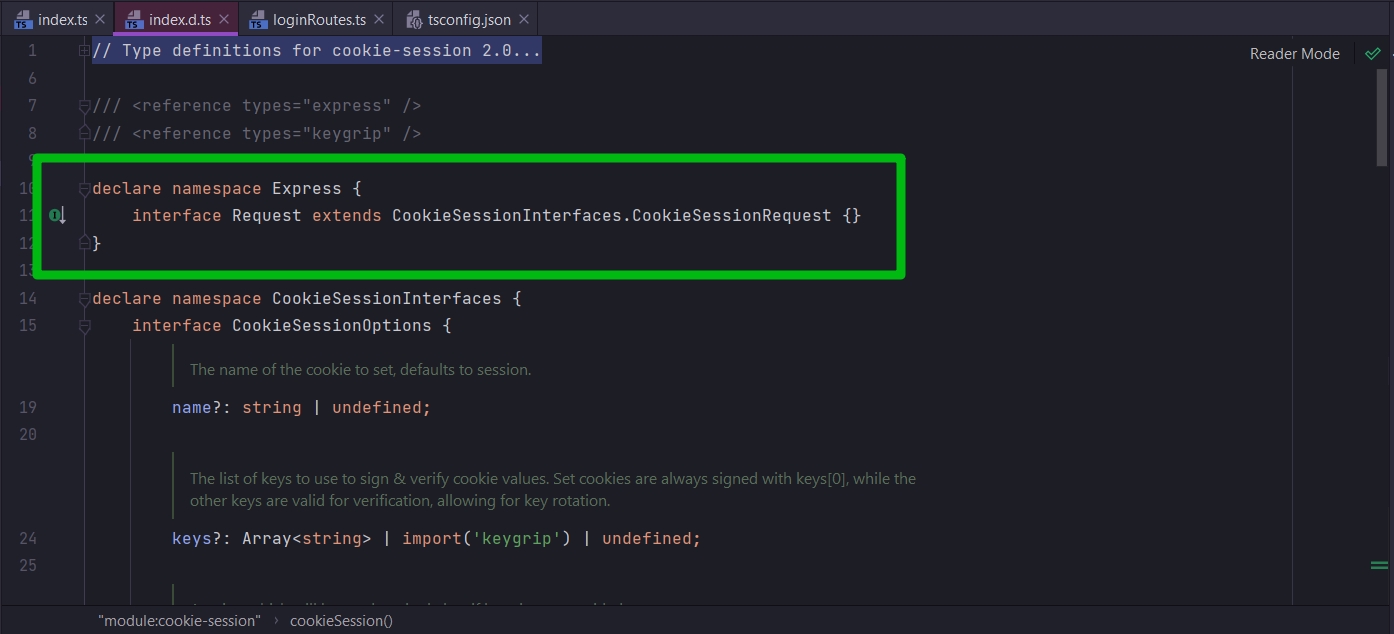 index.ts index.d.ts loginRoutes.ts tsconfig.json
1 // Type definitions for cookie-session 2.0...
Reader Mode
6
7 /// <reference types="express" />
8 /// <reference types="keygrip" />
10 declare namespace Express {
11 interface Request extends CookieSessionInterfaces.CookieSessionRequest {}
12 }
13
14 declare namespace CookieSessionInterfaces {
15 interface CookieSessionOptions {
The name of the cookie to set, defaults to session.
19 name?: string | undefined;
20
The list of keys to use to sign & verify cookie values. Set cookies are always signed with keys[0], while the
other keys are valid for verification, allowing for key rotation.
24 keys?: Array<string> | import('keygrip') | undefined;
25
"module:cookie-session" › cookieSession()